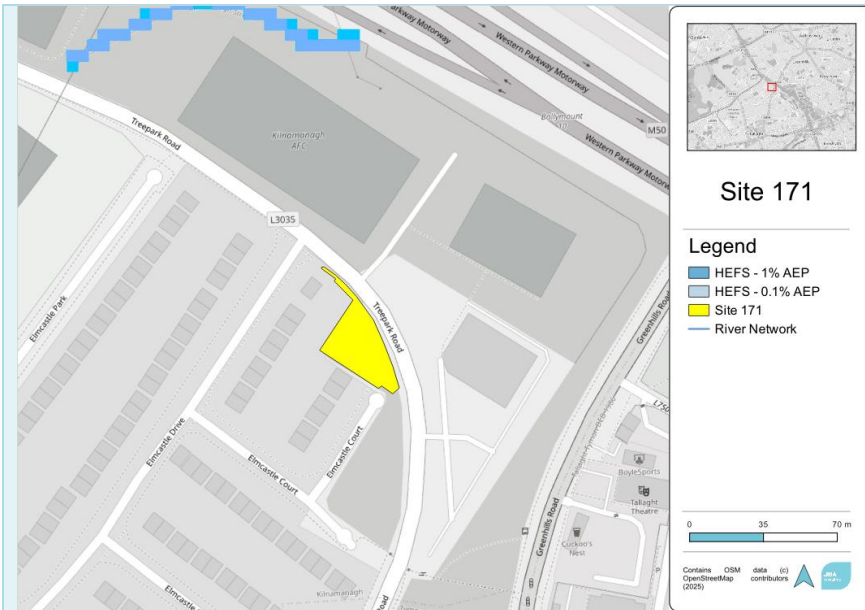 Parkway Motorway
Western Parkway Motorway
Ballymount
M50
Western Parkway Motorw
Treepark Road
Kilnamanagh
AFC
L3035
Elmcastle Park
Treepark Road
Greenhills Road
Elmcastle Drive
Elmcastle Court
Elmcastle Court
L750
BoyleSports
Tallaght
Theatre
Greenhills Road
Cuckoo's
Nest
Kilnamanagh
Elmcastle
Site 171
Legend
HEFS - 1% AEP
HEFS - 0.1% AEP
Site 171
River Network
0 35 70 m
Contains OSM data (c)
OpenStreetMap contributors
(2025)
JBA